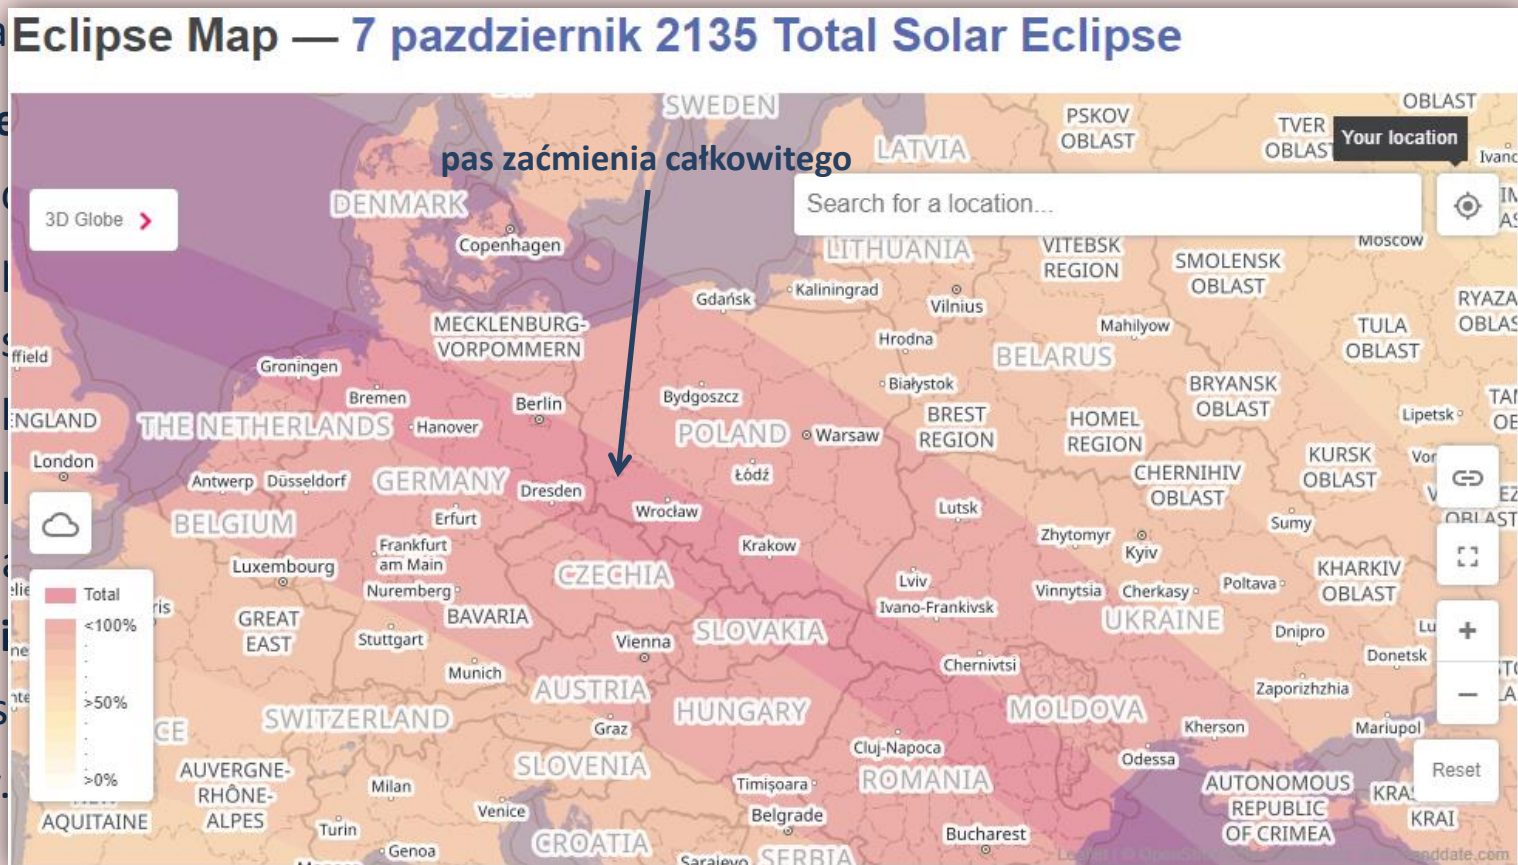 Eclipse Map — 7 pazdziernik 2135 Total Solar Eclipse
SWEDEN
OBLAST
PSKOV
OBLAST
TVER
OBLAST
Your location
pas zaćmienia całkowitego
LATVIA
DENMARK
3D Globe
Search for a location...
Copenhagen
LITHUANIA
VITEBSK
REGION
Moscow
SMOLENSK
OBLAST
Gdańsk
Kaliningrad
Vilnius
MECKLENBURG-
VORPOMMERN
Mahilyow
TULA
OBLAST
Hrodna
BELARUS
Groningen
Białystok
BRYANSK
OBLAST
Bremen
Berlin
Bydgoszcz
ENGLAND
THE NETHERLANDS
Hanover
POLAND
Warsaw
BREST
REGION
HOMEL
REGION
Lipetsk
London
Antwerp
Düsseldorf
GERMANY
Dresden
Łódź
CHERNIHIV
OBLAST
KURSK
OBLAST
BELGIUM
Erfurt
Wrocław
Lutsk
Sumy
OBLAST
Frankfurt
am Main
Krakow
Zhytomyr
Kyiv
Luxembourg
CZECHIA
KHARKIV
OBLAST
Nuremberg
Lviv
Vinnytsia
Cherkasy
Poltava
Total
<100%
>50%
>0%
GREAT
EAST
BAVARIA
Ivano-Frankivsk
UKRAINE
Stuttgart
Vienna
SLOVAKIA
Dnipro
Donetsk
Munich
Chernivtsi
AUSTRIA
Zaporizhzhia
SWITZERLAND
HUNGARY
MOLDOVA
Graz
Kherson
Mariupol
Cluj-Napoca
Odessa
SLOVENIA
AUVERGNE-
RHÔNE-
ALPES
Milan
Timișoara
ROMANIA
AUTONOMOUS
REPUBLIC
OF CRIMEA
Reset
KRAI
AQUITAINE
Turin
Venice
Belgrade
Genoa
CROATIA
Bucharest
Sarajevo
SERBIA